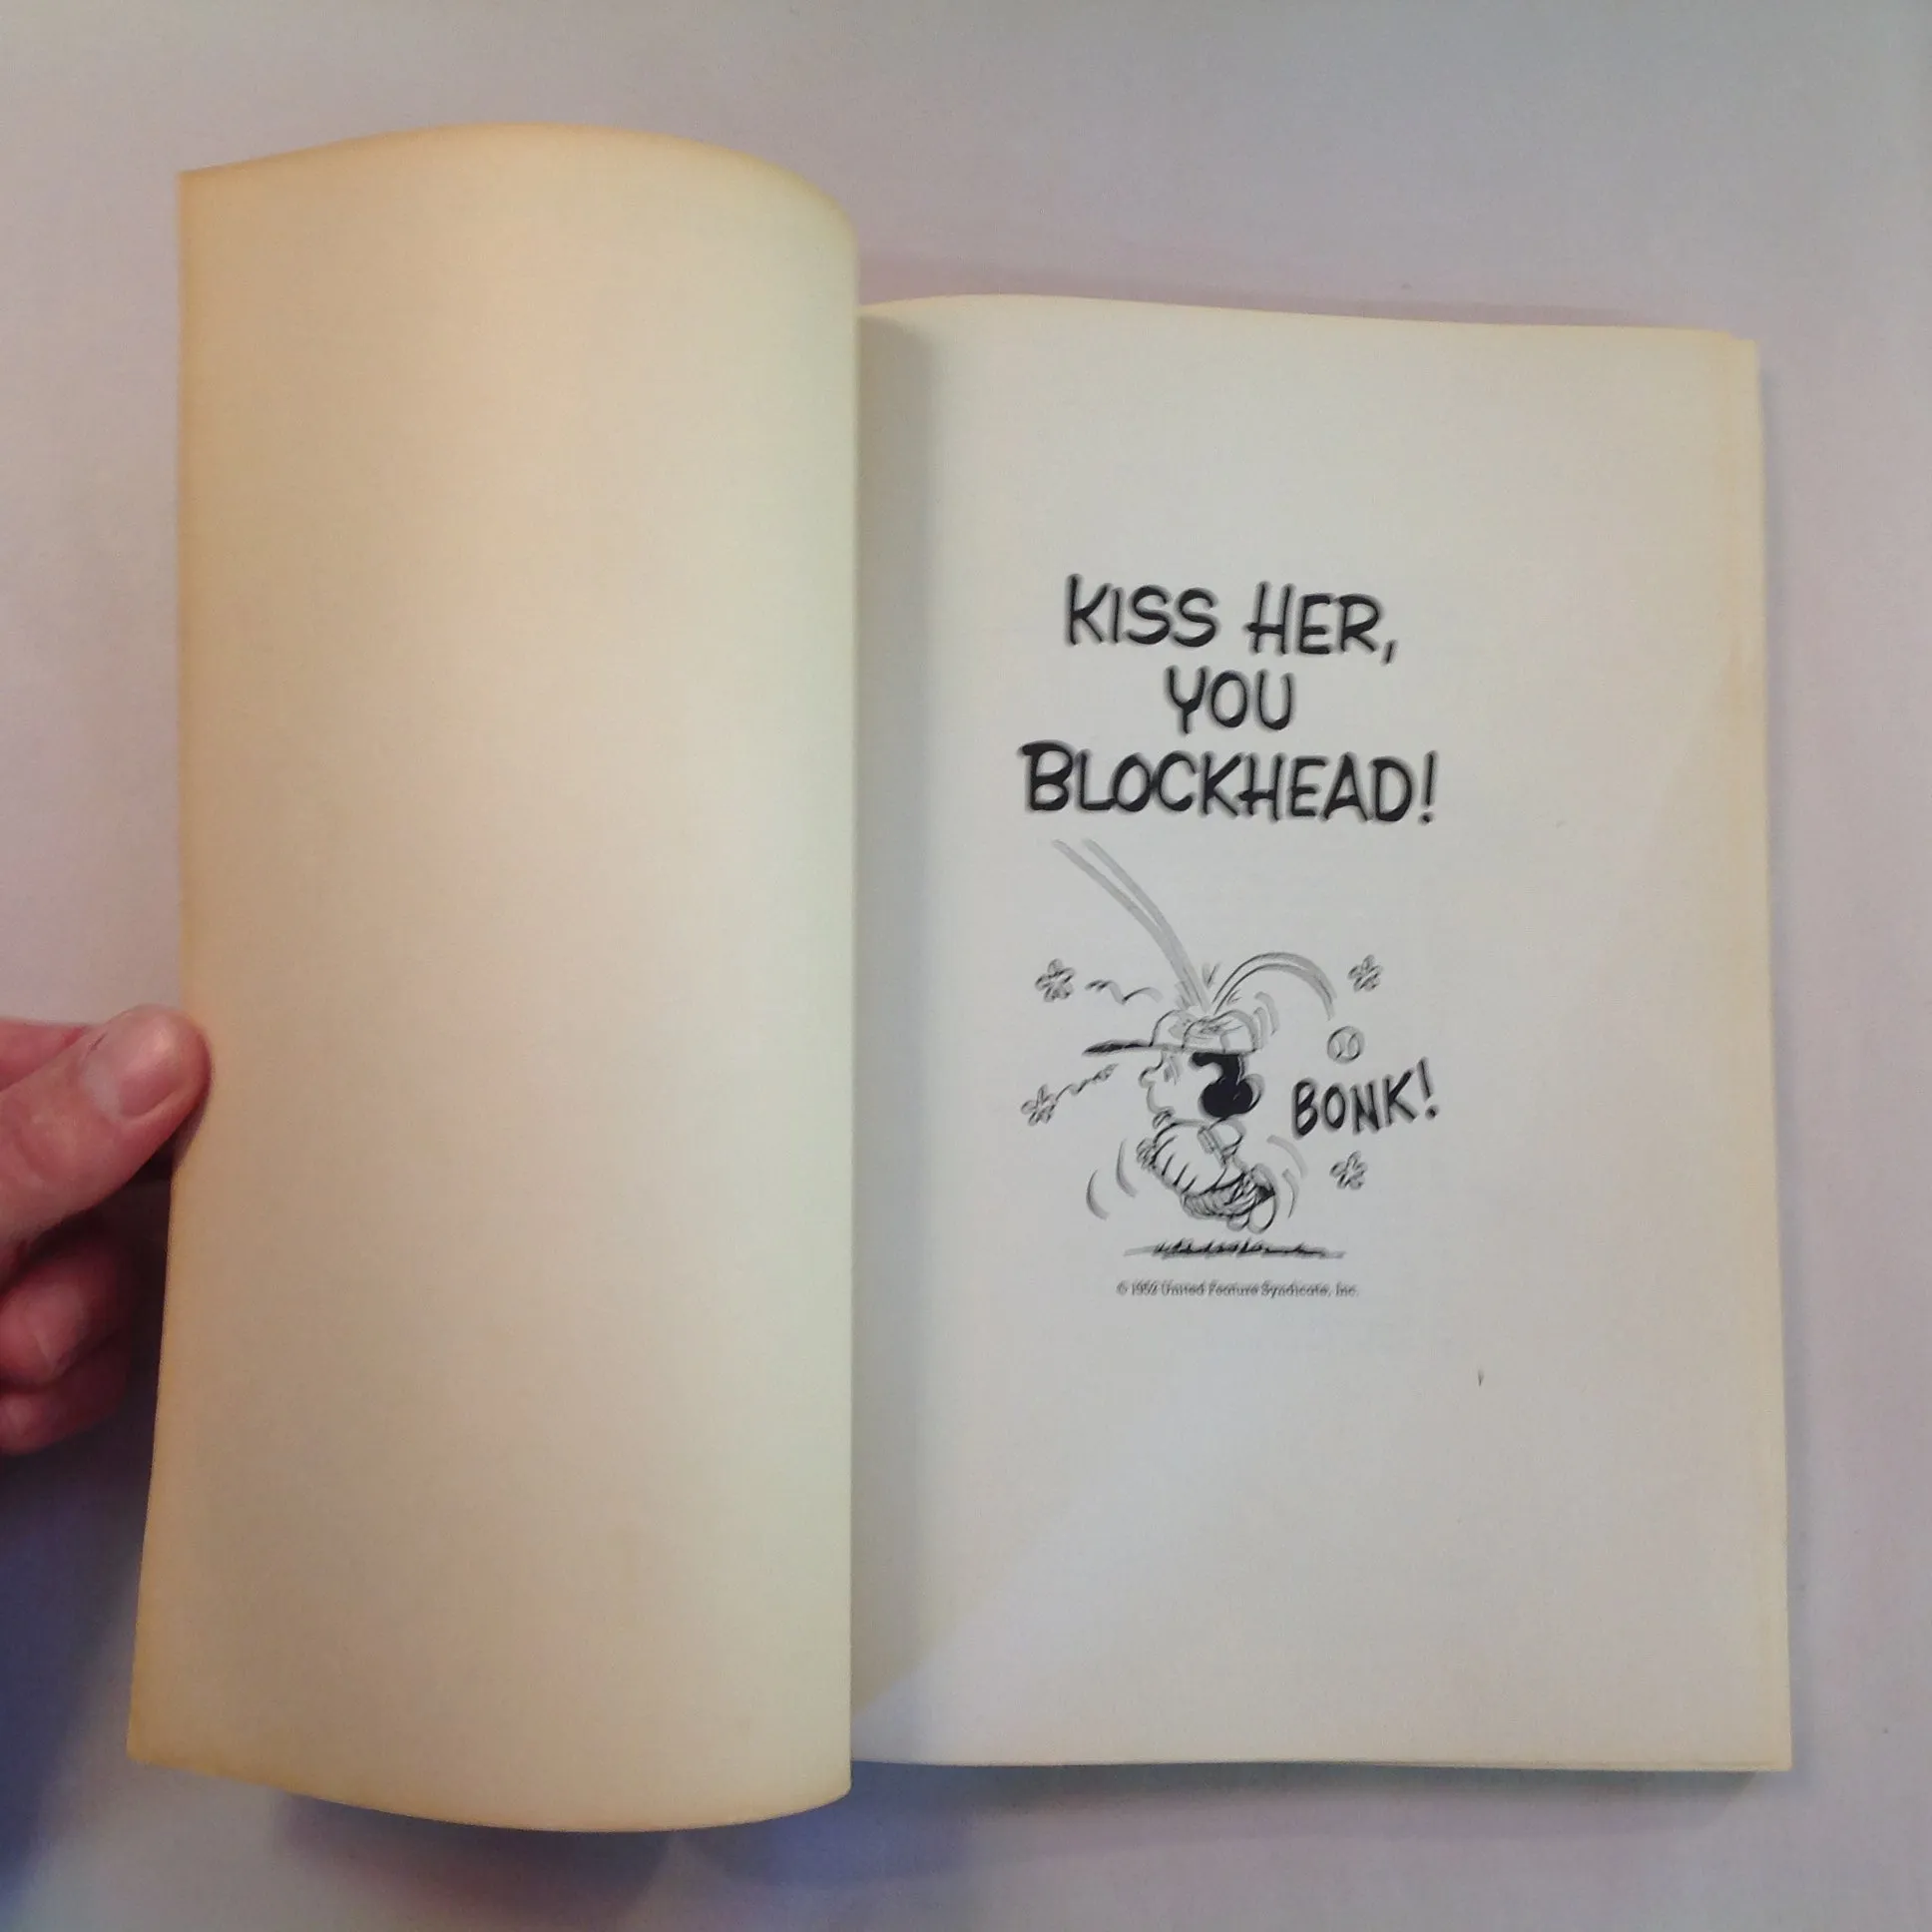 KISS HER,
YOU
BLOCKHEAD!
BONK!
© 1952 United Feature Syndicate, Inc.